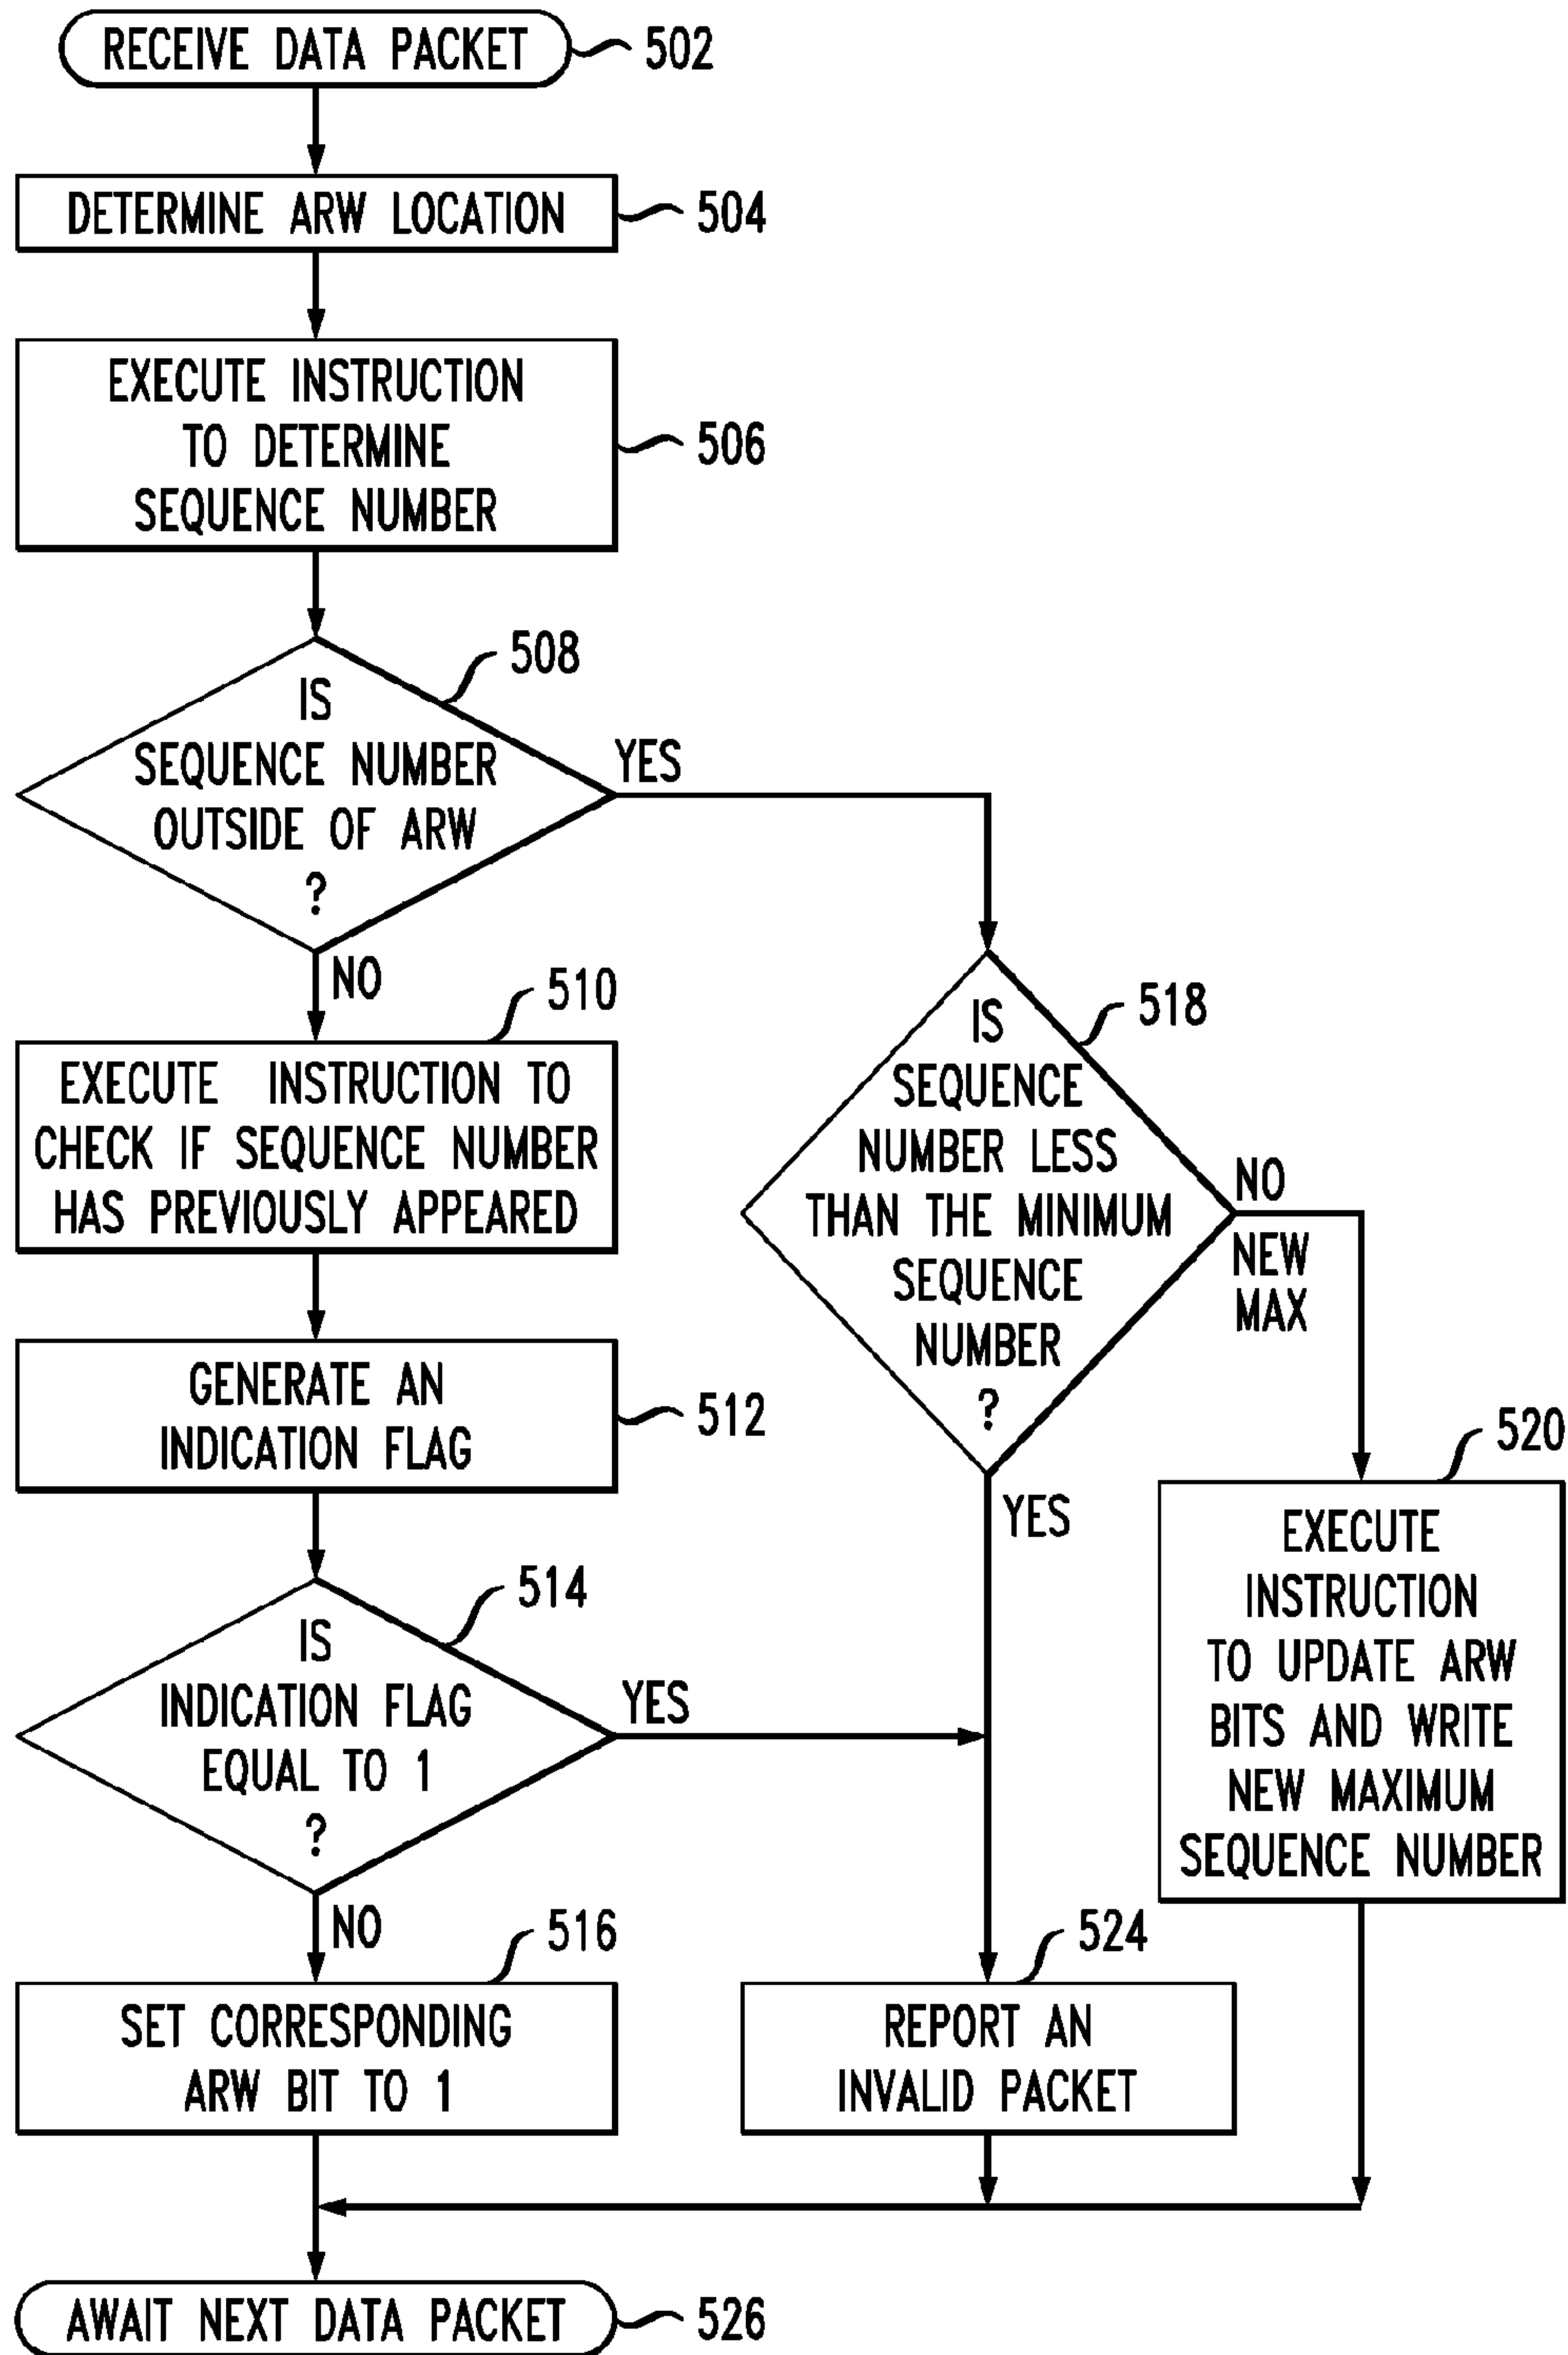 RECEIVE DATA PACKET
502
DETERMINE ARW LOCATION
504
EXECUTE INSTRUCTION
TO DETERMINE
SEQUENCE NUMBER
506
508
IS
SEQUENCE NUMBER
OUTSIDE OF ARW
?
YES
NO
510
EXECUTE INSTRUCTION TO
CHECK IF SEQUENCE NUMBER
HAS PREVIOUSLY APPEARED
518
IS
SEQUENCE
NUMBER LESS
THAN THE MINIMUM
SEQUENCE
NUMBER
?
NO
NEW
MAX
YES
GENERATE AN
INDICATION FLAG
512
520
EXECUTE
INSTRUCTION
TO UPDATE ARW
BITS AND WRITE
NEW MAXIMUM
SEQUENCE NUMBER
514
IS
INDICATION FLAG
EQUAL TO 1
?
YES
NO
516
SET CORRESPONDING
ARW BIT TO 1
524
REPORT AN
INVALID PACKET
AWAIT NEXT DATA PACKET
526